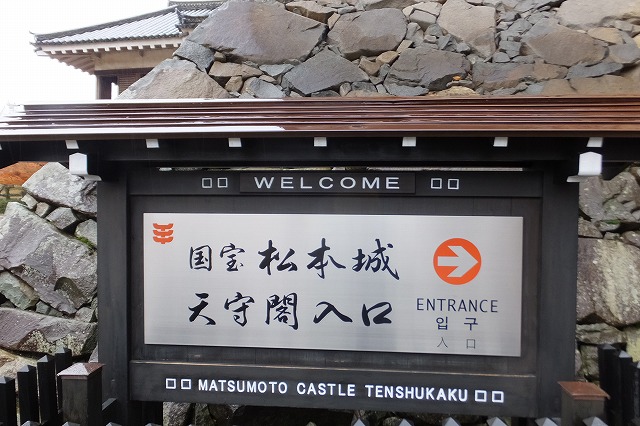 WELCOME
国宝 松本城
天守閣 入口
ENTRANCE
입구
入口
MATSUMOTO CASTLE TENSHUKAKU